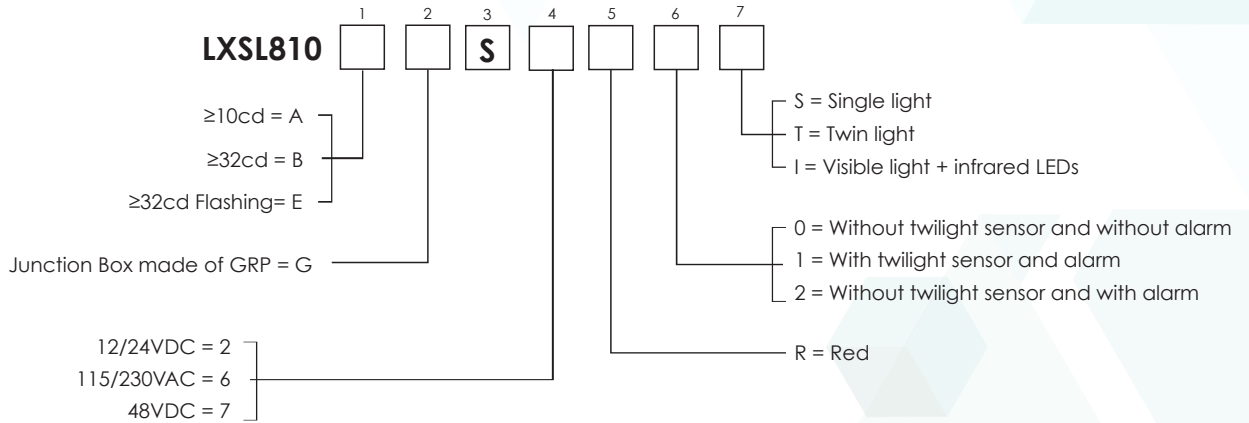 1 2 3 4 5 6 7
LXSL810 S
≥10cd = A
≥32cd = B
≥32cd Flashing= E
Junction Box made of GRP = G
12/24VDC = 2
115/230VAC = 6
48VDC = 7
S = Single light
T = Twin light
I = Visible light + infrared LEDs
0 = Without twilight sensor and without alarm
1 = With twilight sensor and alarm
2 = Without twilight sensor and with alarm
R = Red